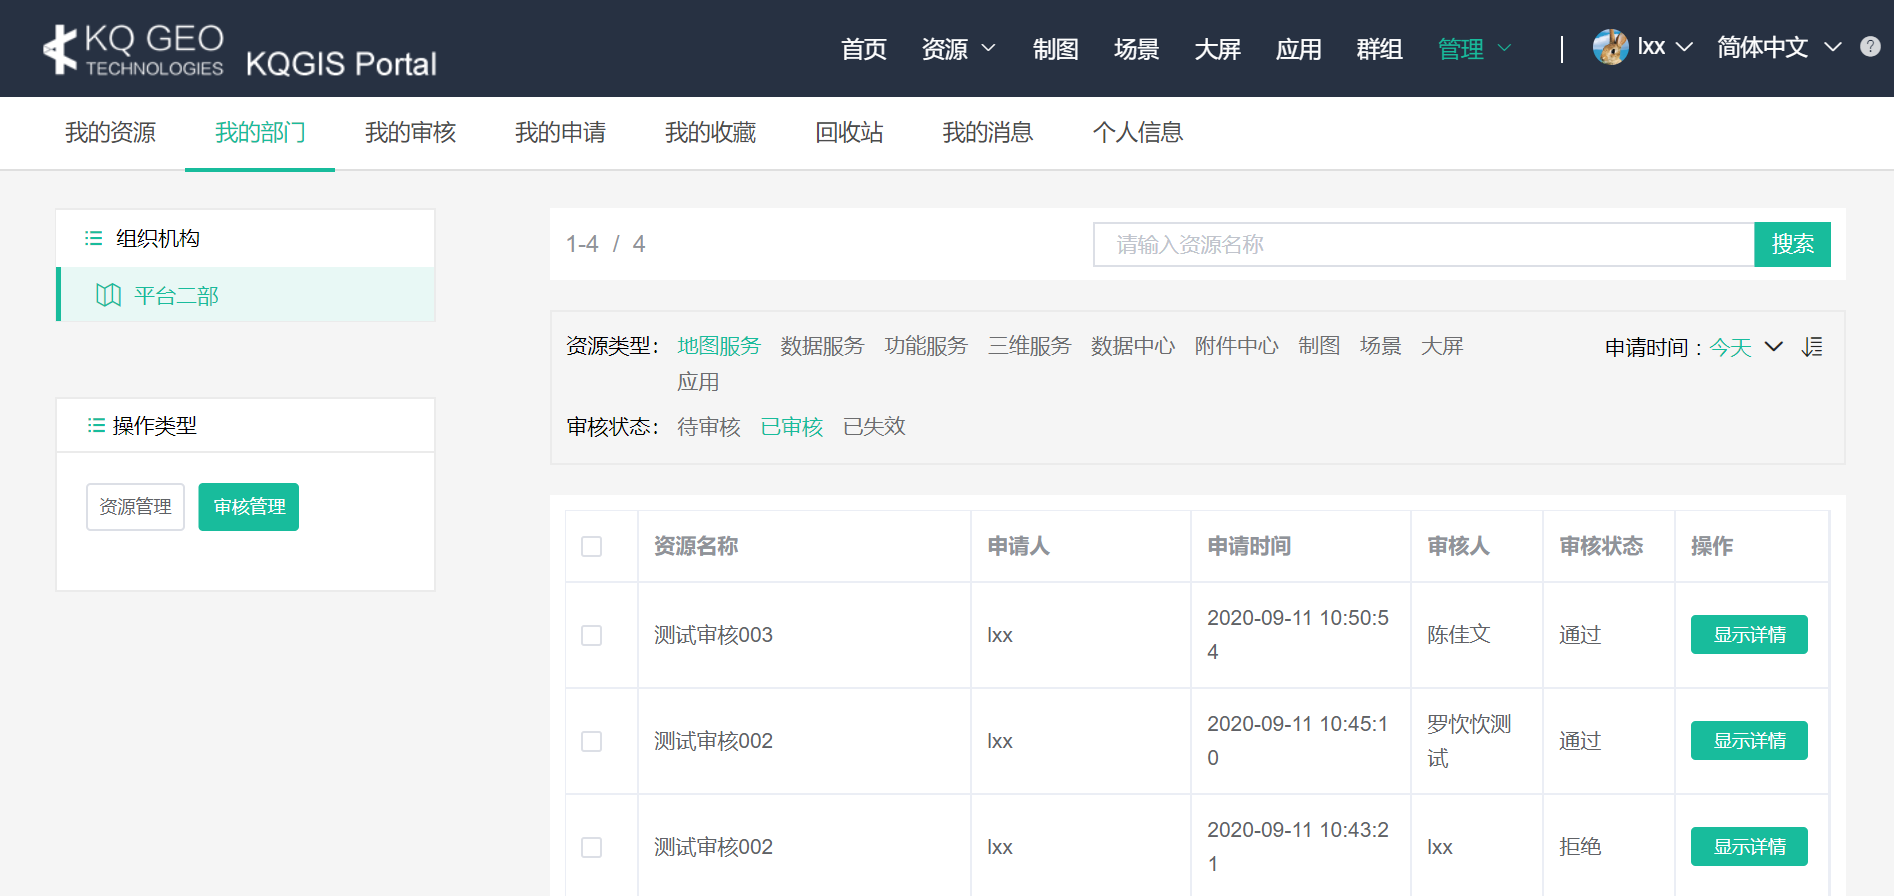 KQ GEO
TECHNOLOGIES
KQGIS Portal
首页 资源 制图 场景 大屏 应用 群组 管理 lxx 简体中文 ?
我的资源 我的部门 我的审核 我的申请 我的收藏 回收站 我的消息 个人信息
组织机构
平台二部
操作类型
资源管理 审核管理
1-4 / 4
请输入资源名称 搜索
资源类型: 地图服务 数据服务 功能服务 三维服务 数据中心 附件中心 制图 场景 大屏
应用
申请时间 : 今天
审核状态: 待审核 已审核 已失效
资源名称 申请人 申请时间 审核人 审核状态 操作
测试审核003 lxx 2020-09-11 10:50:5
4 陈佳文 通过 显示详情
测试审核002 lxx 2020-09-11 10:45:1
0 罗忺忺测
试 通过 显示详情
测试审核002 lxx 2020-09-11 10:43:2
1 lxx 拒绝 显示详情